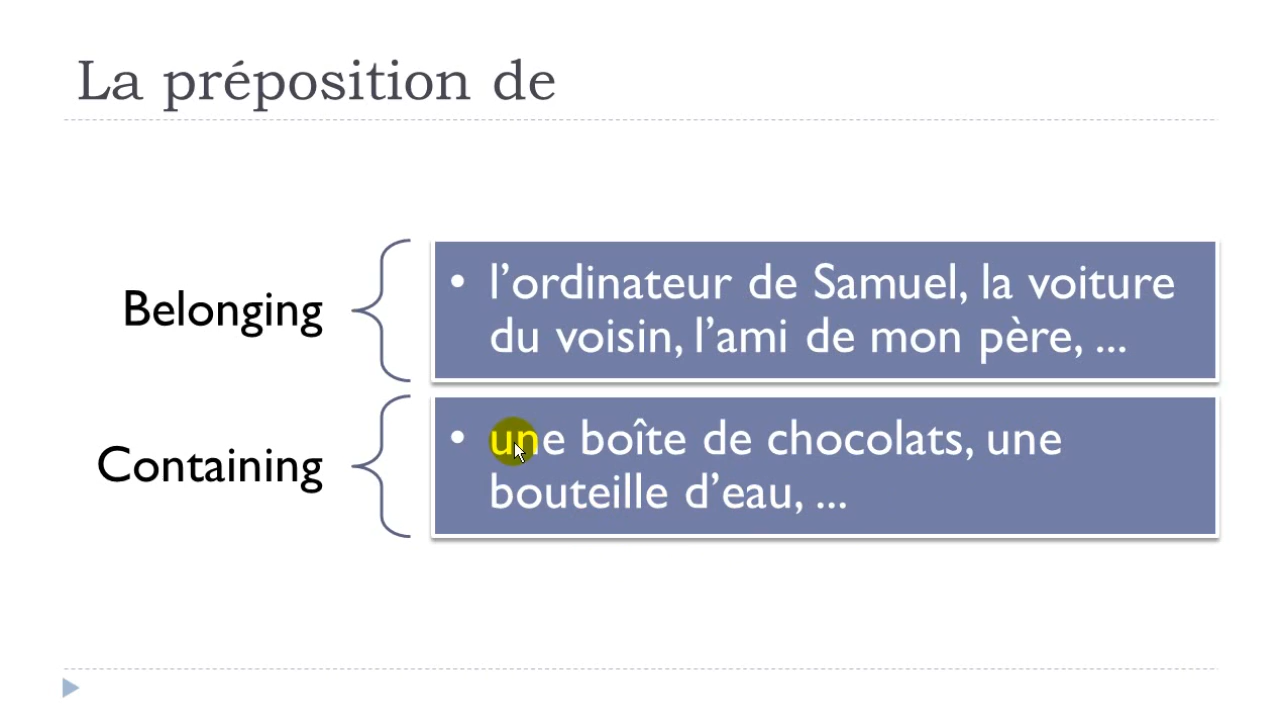 La préposition de
Belonging
• l’ordinateur de Samuel, la voiture
du voisin, l’ami de mon père, ...
Containing
• une boîte de chocolats, une
bouteille d’eau, ...